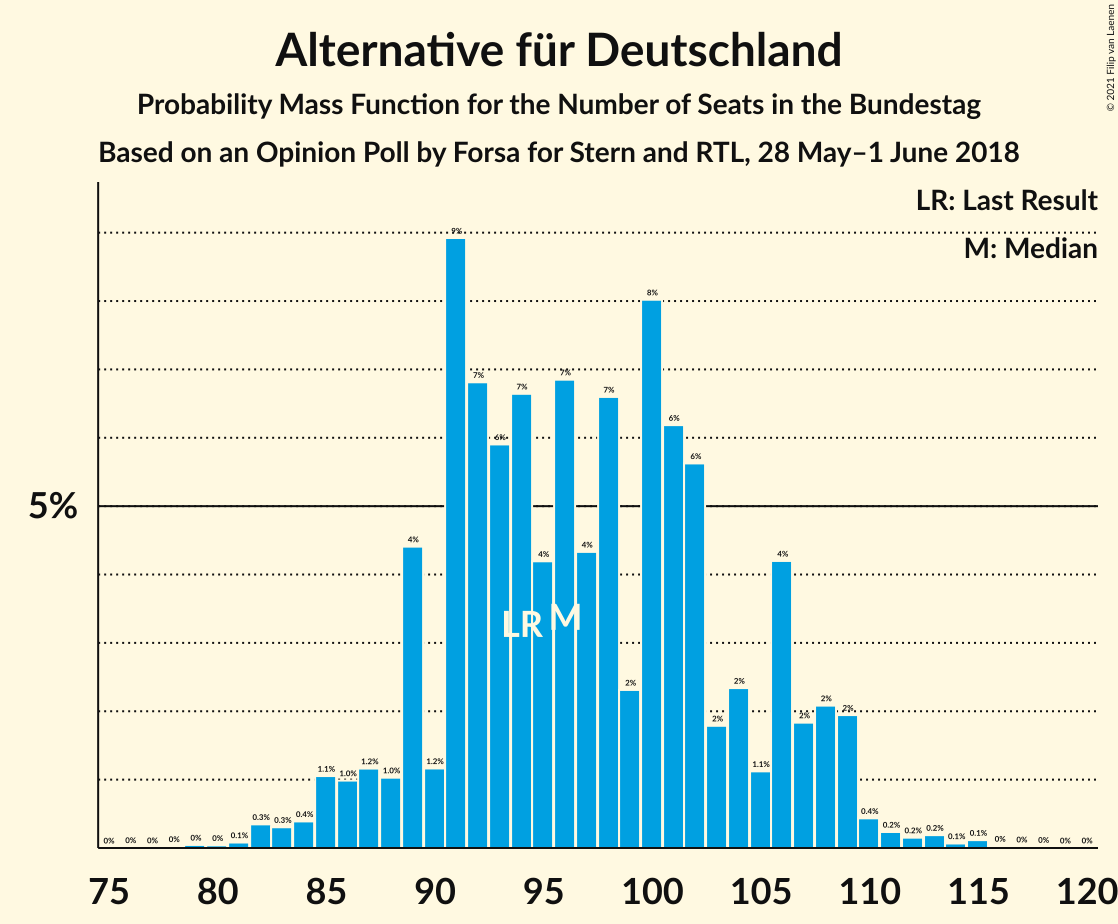 Alternative für Deutschland
Probability Mass Function for the Number of Seats in the Bundestag
Based on an Opinion Poll by Forsa for Stern and RTL, 28 May–1 June 2018
© 2021 Filip van Laenen
LR: Last Result
M: Median
5%
0% 0% 0% 0% 0% 0% 0.1% 0.3% 0.3% 0.4% 1.1% 1.0% 1.2% 1.0% 4% 1.2% 9% 7% 6% 7% 4% 7% 4% 7% 2% 8% 6% 6% 2% 2% 1.1% 4% 2% 2% 2% 0.4% 0.2% 0.2% 0.2% 0.1% 0.1% 0% 0% 0% 0% 0%
LR M
75 80 85 90 95 100 105 110 115 120